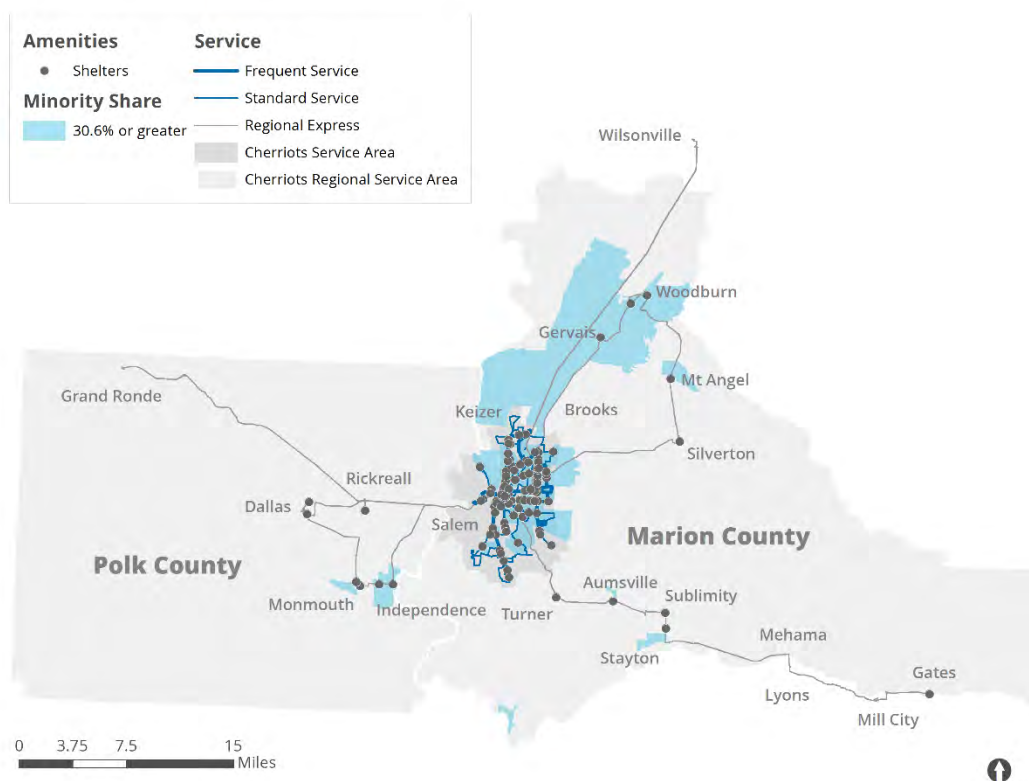 Amenities
Shelters
Minority Share
30.6% or greater
Service
Frequent Service
Standard Service
Regional Express
Cherriots Service Area
Cherriots Regional Service Area
Wilsonville
Woodburn
Gervais
Mt Angel
Grand Ronde
Keizer
Brooks
Silverton
Rickreall
Dallas
Salem
Marion County
Polk County
Aumsville
Sublimity
Monmouth
Independence
Turner
Mehama
Stayton
Gates
Lyons
Mill City
0 3.75 7.5 15
Miles